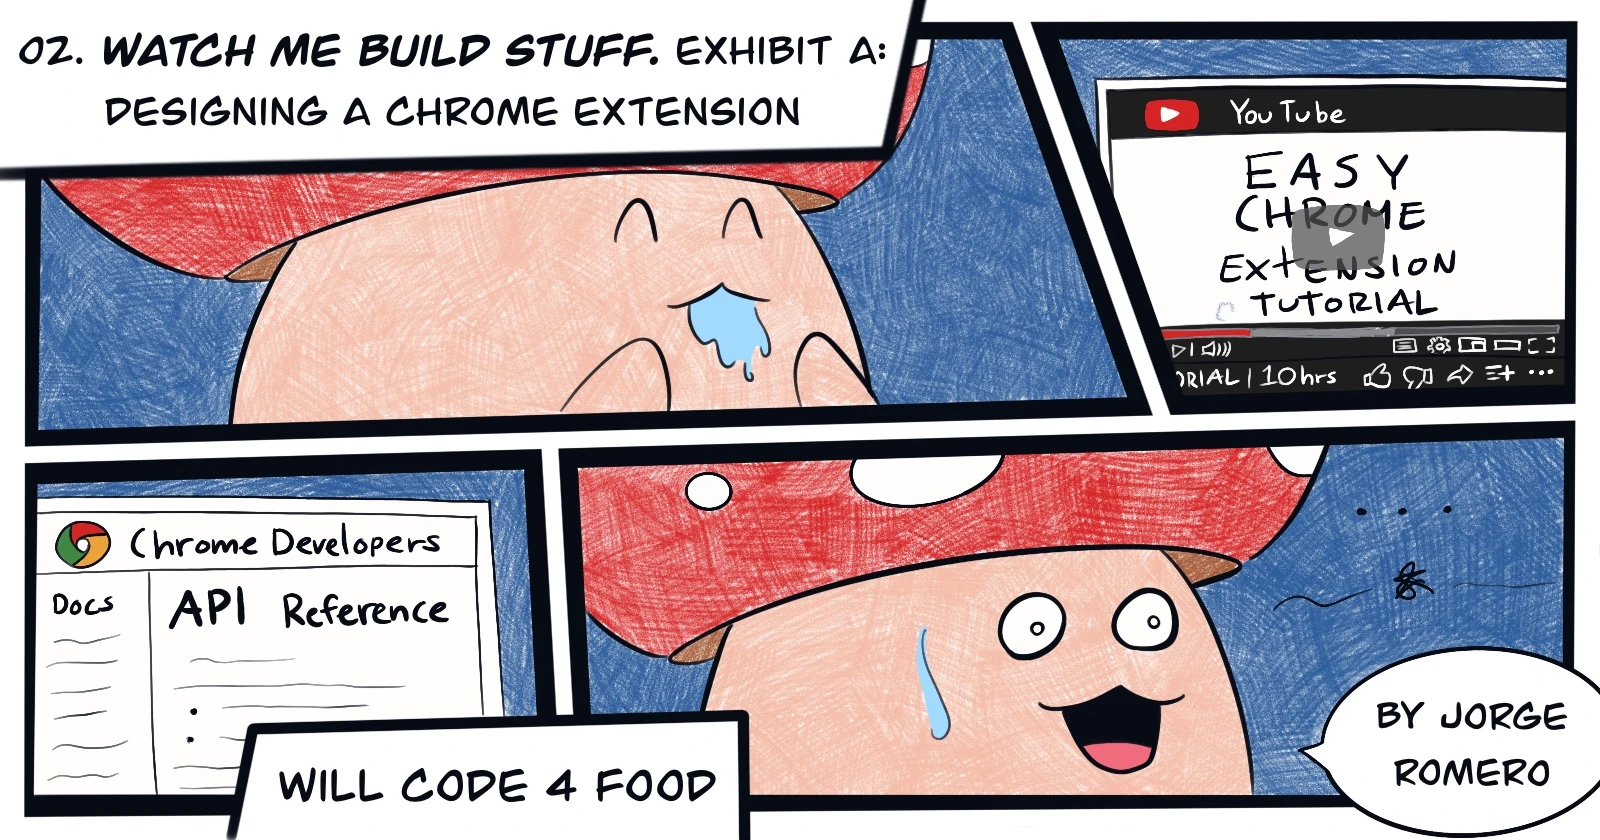 02. WATCH ME BUILD STUFF. EXHIBIT A:
DESIGNING A CHROME EXTENSION
YouTube
EASY
CHROME
EXTENSION
TUTORIAL
ORIAL | 10hrs
Chrome Developers
Docs
API Reference
...
WILL CODE 4 FOOD
BY JORGE
ROMERO